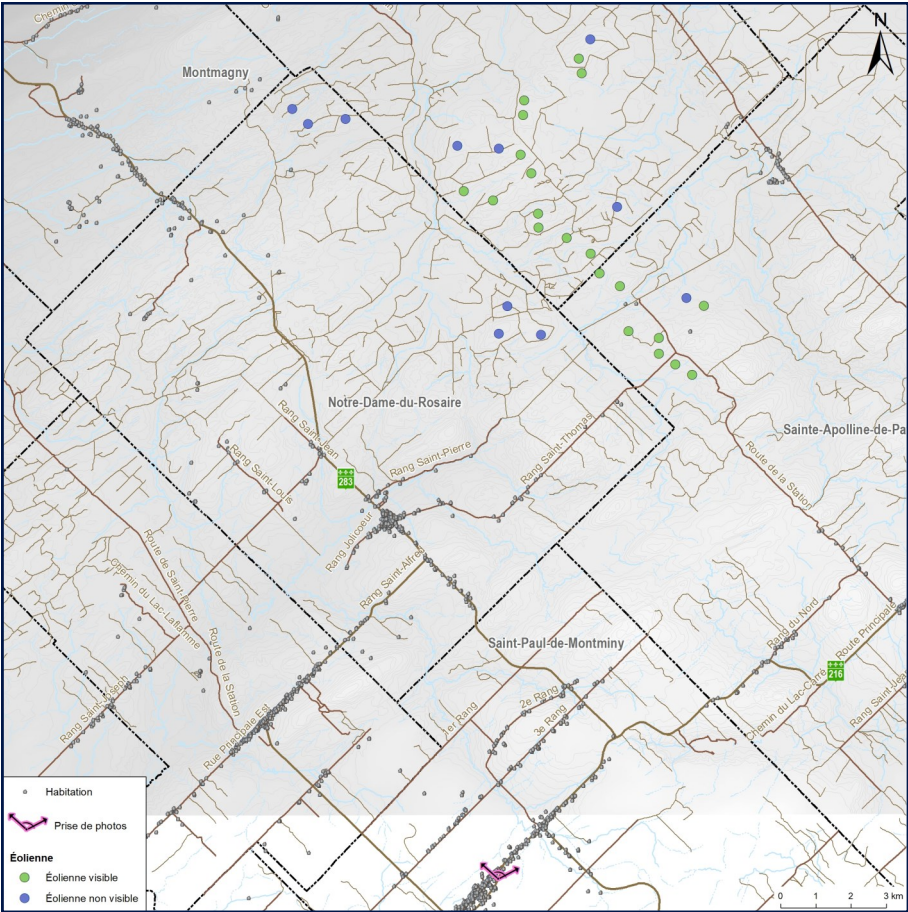 Chemin
N
Montmagny
Notre-Dame-du-Rosaire
Sainte-Apolline-de-Pa
Rang Saint-Jean
Rang Saint-Pierre
Rang Saint-Thomas
Rang Saint-Louis
283
Route de la Station
Rang Jolicoeur
Route de Saint-Pierre
Chemin du Lac-Laflamme
Rang Saint-Alfred
Saint-Paul-de-Montminy
Rang du Nord
Route Principale
216
Route de la Station
Rang Saint-Joseph
2e Rang
1er Rang
3e Rang
Chemin du Lac-Carré
Rang Saint-Jea
Rue Principale Est
Habitation
Prise de photos
Éolienne
Éolienne visible
Éolienne non visible
0 1 2 3 km